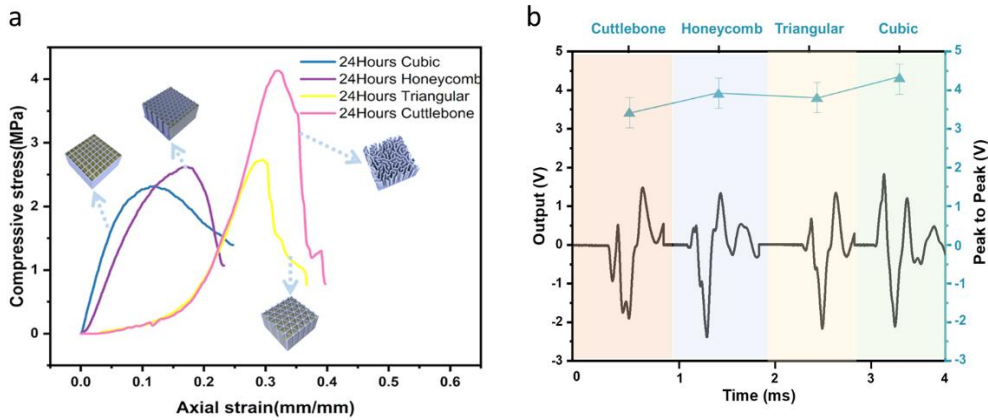 a
Compressive stress(MPa)
4
3
2
1
0
24Hours Cubic
24Hours Honeycomb
24Hours Triangular
24Hours Cuttlebone
0.0 0.1 0.2 0.3 0.4 0.5 0.6
Axial strain(mm/mm)
b
Cuttlebone Honeycomb Triangular Cubic
Output (V)
5
4
3
2
1
0
-1
-2
-3
5
4
3
2
1
0
-1
-2
-3
Peak to Peak (V)
0 1 2 3 4
Time (ms)